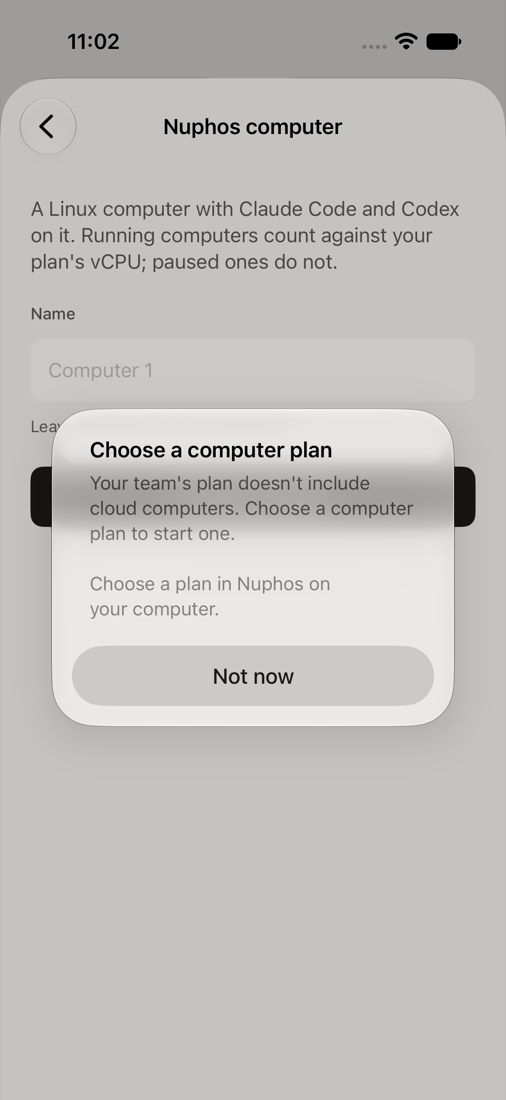 11:02
Nuphos computer
A Linux computer with Claude Code and Codex
on it. Running computers count against your
plan's vCPU; paused ones do not.
Name
Computer 1
Choose a computer plan
Your team's plan doesn't include
cloud computers. Choose a computer
plan to start one.
Choose a plan in Nuphos on
your computer.
Not now